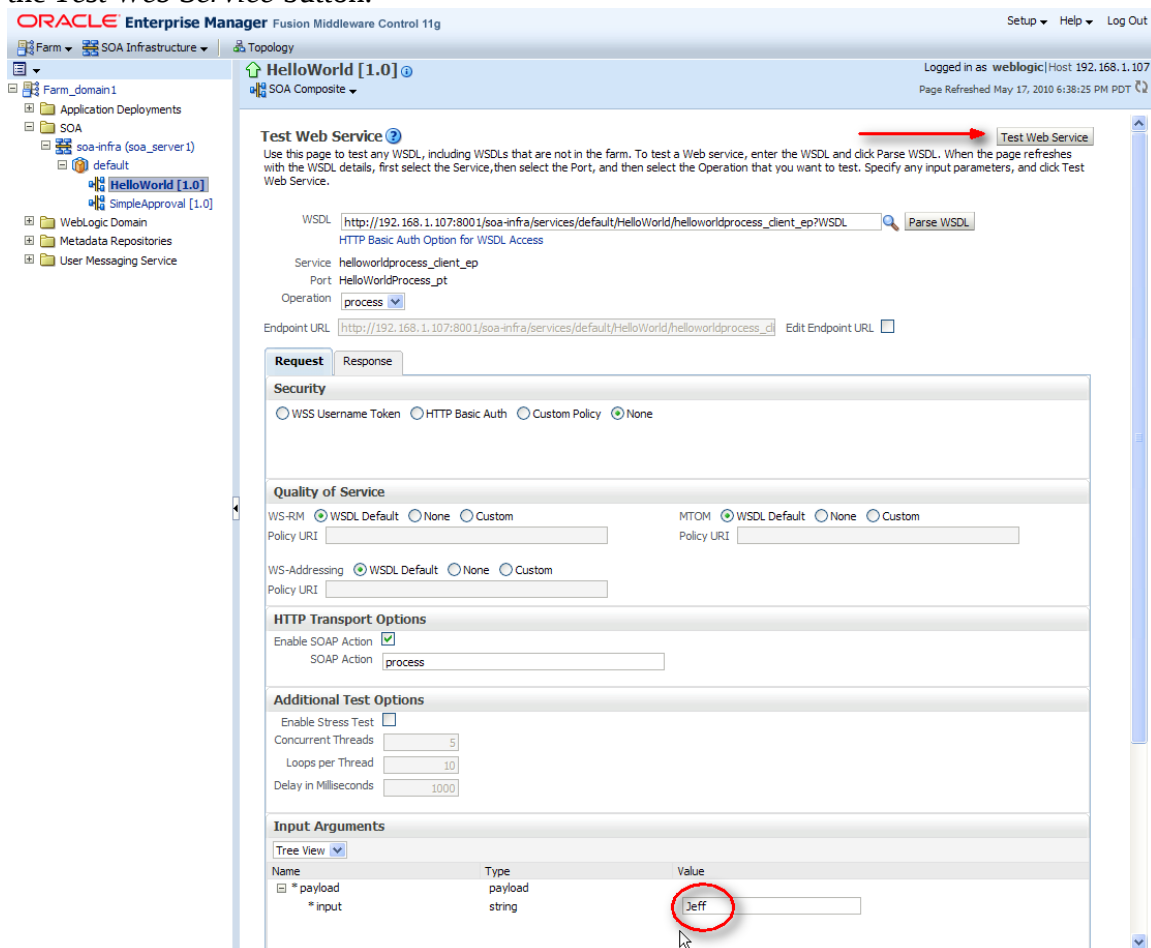 the Test Web Service button.
ORACLE Enterprise Manager Fusion Middleware Control 11g
Setup Help Log Out
Farm SOA Infrastructure Topology
HelloWorld [1.0]
Logged in as weblogic|Host 192.168.1.107
SOA Composite
Page Refreshed May 17, 2010 6:38:25 PM PDT
Farm_domain1
Application Deployments
SOA
soa-infra (soa_server1)
default
HelloWorld [1.0]
SimpleApproval [1.0]
WebLogic Domain
Metadata Repositories
User Messaging Service
Test Web Service
Test Web Service
Use this page to test any WSDL, including WSDLs that are not in the farm. To test a Web service, enter the WSDL and click Parse WSDL. When the page refreshes
with the WSDL details, first select the Service,then select the Port, and then select the Operation that you want to test. Specify any input parameters, and click Test
Web Service.
WSDL http://192.168.1.107:8001/soa-infra/services/default/HelloWorld/helloworldprocess_client_ep?WSDL Parse WSDL
HTTP Basic Auth Option for WSDL Access
Service helloworldprocess_client_ep
Port HelloWorldProcess_pt
Operation process
Endpoint URL http://192.168.1.107:8001/soa-infra/services/default/HelloWorld/helloworldprocess_cli Edit Endpoint URL
Request Response
Security
WSS Username Token HTTP Basic Auth Custom Policy None
Quality of Service
WS-RM WSDL Default None Custom MTOM WSDL Default None Custom
Policy URI Policy URI
WS-Addressing WSDL Default None Custom
Policy URI
HTTP Transport Options
Enable SOAP Action
SOAP Action process
Additional Test Options
Enable Stress Test
Concurrent Threads 5
Loops per Thread 10
Delay in Milliseconds 1000
Input Arguments
Tree View
Name Type Value
* payload payload
* input string Jeff